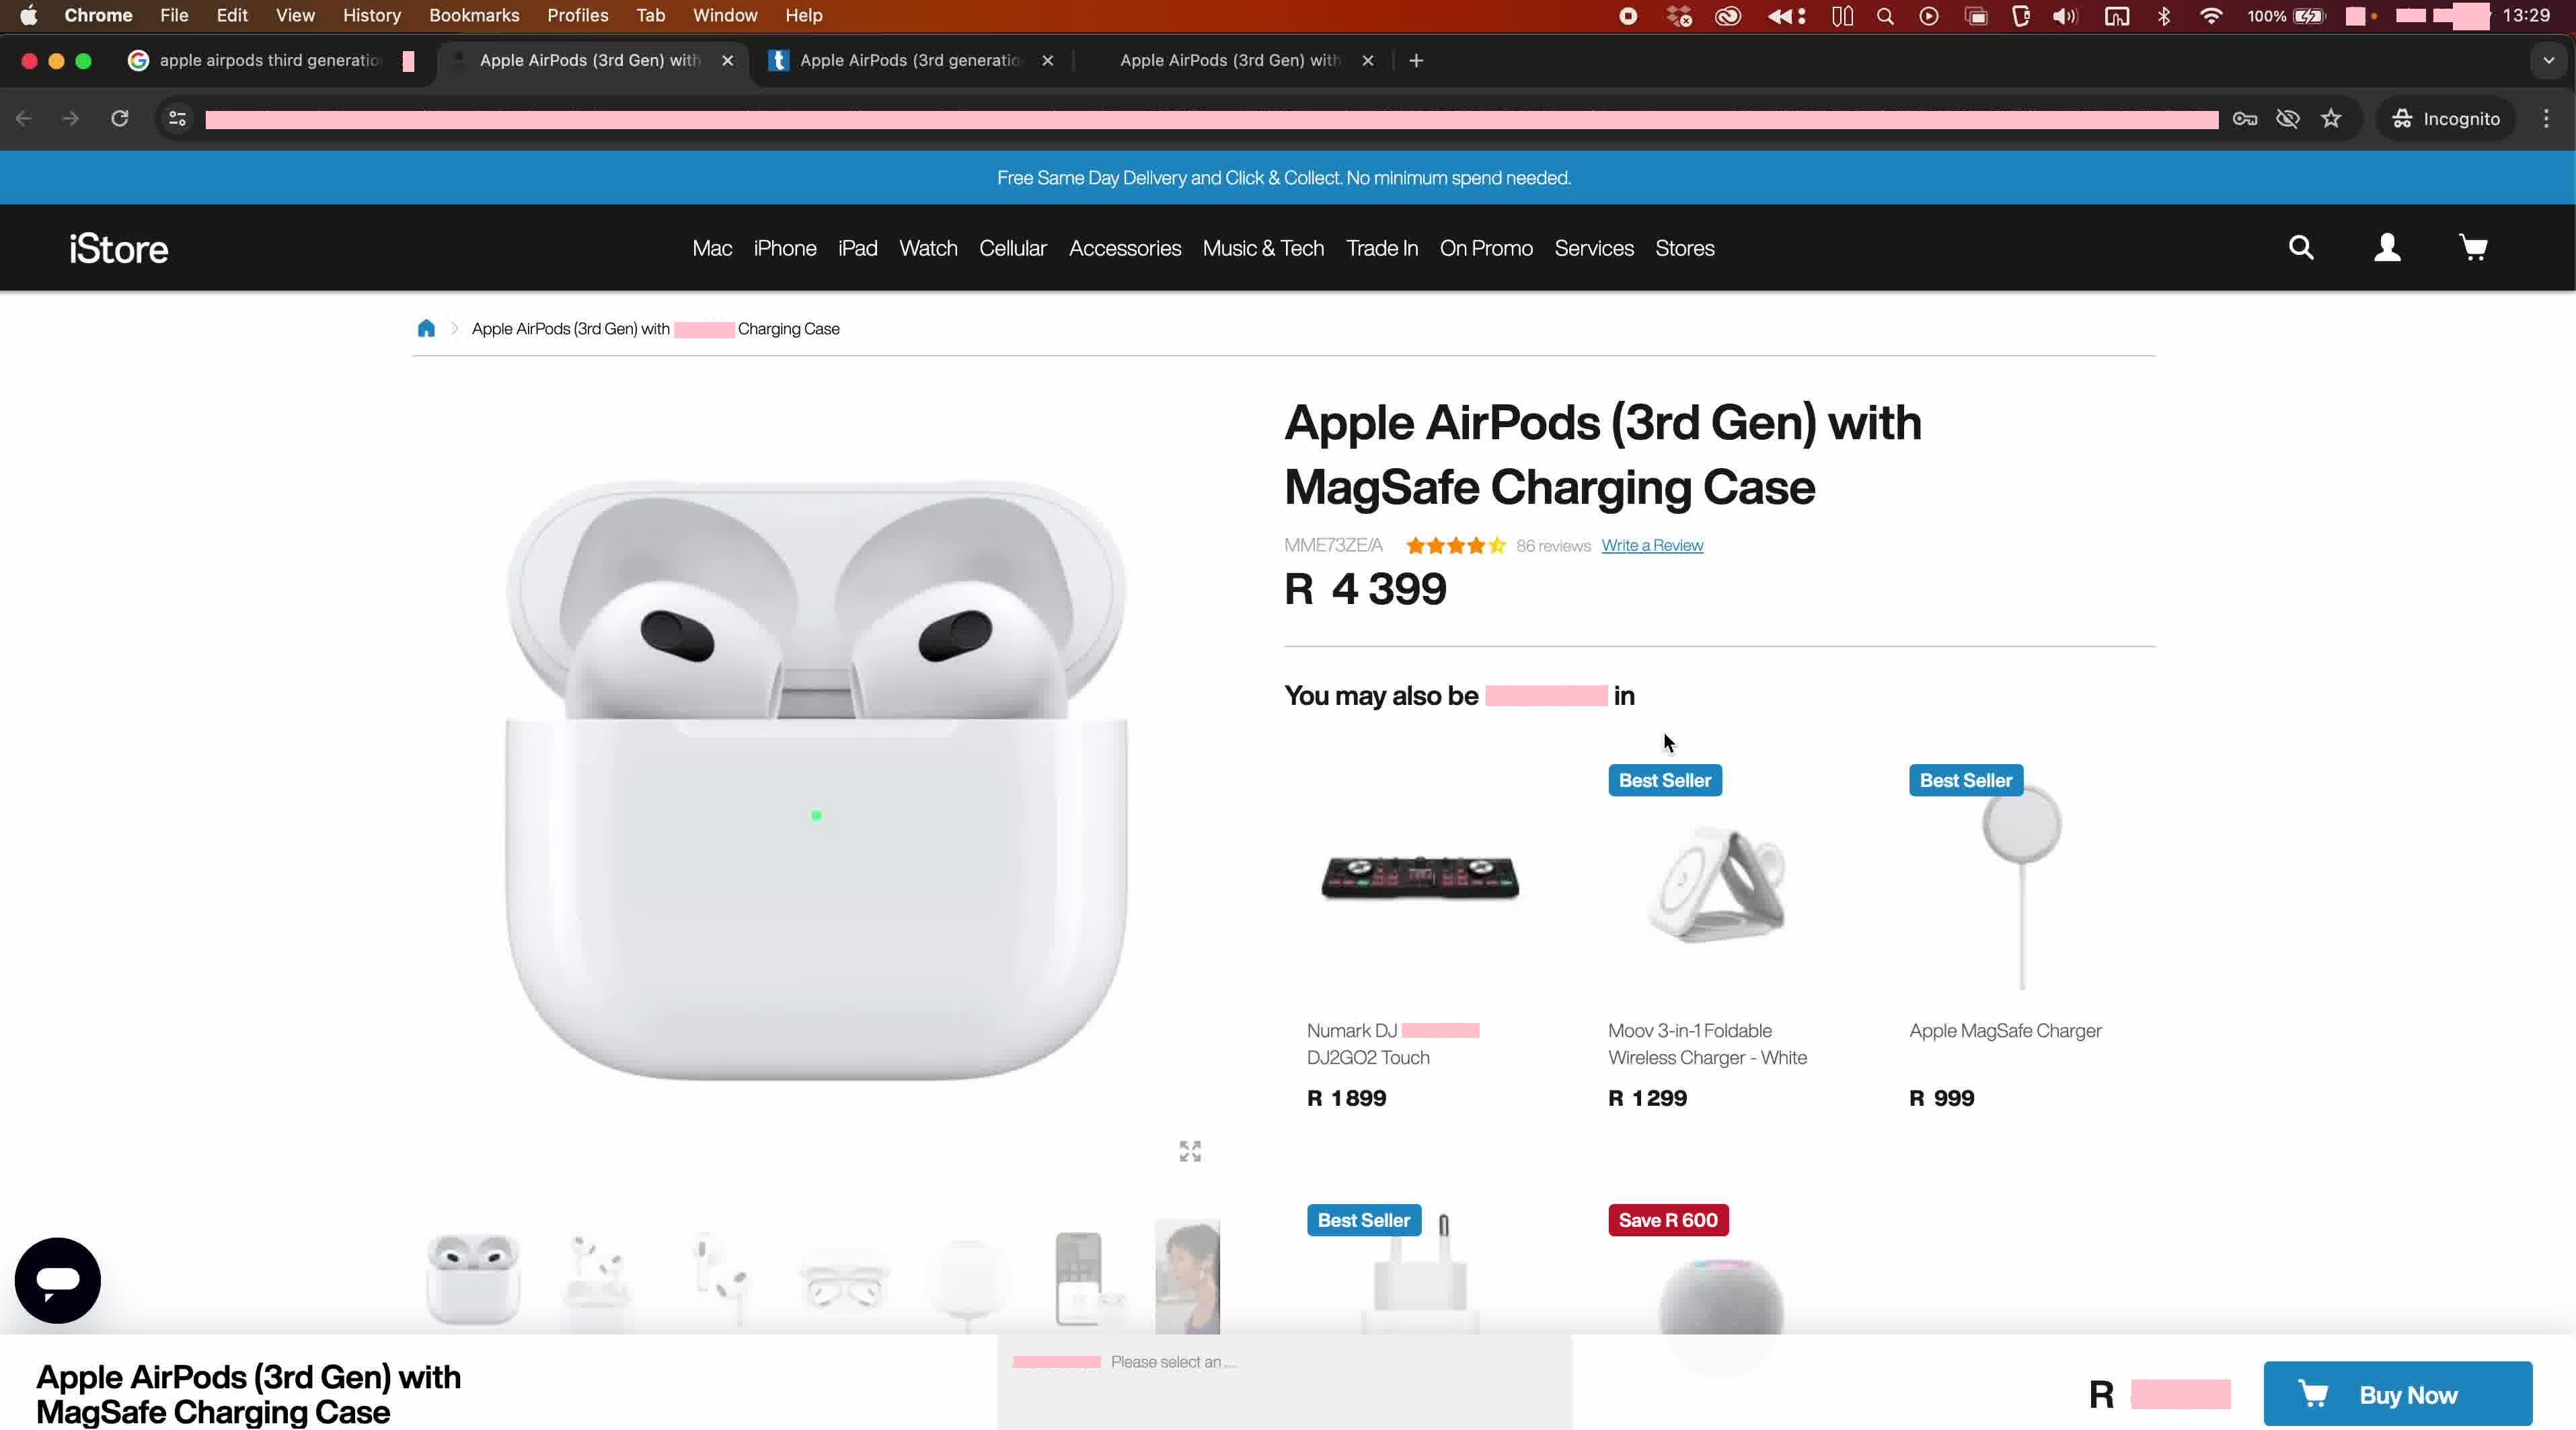 Chrome File Edit View History Bookmarks Profiles Tab Window Help 100% 13:29
apple airpods third generatio
Apple AirPods (3rd Gen) with
Apple AirPods (3rd generatio
Apple AirPods (3rd Gen) with
Incognito
Free Same Day Delivery and Click & Collect. No minimum spend needed.
iStore Mac iPhone iPad Watch Cellular Accessories Music & Tech Trade In On Promo Services Stores
Apple AirPods (3rd Gen) with Charging Case
Apple AirPods (3rd Gen) with
MagSafe Charging Case
MME73ZE/A 86 reviews Write a Review
R 4 399
You may also be in
Best Seller
Best Seller
Numark DJ
DJ2GO2 Touch
R 1 899
Moov 3-in-1 Foldable
Wireless Charger - White
R 1 299
Apple MagSafe Charger
R 999
Best Seller
Save R 600
Apple AirPods (3rd Gen) with
MagSafe Charging Case
Please select an ...
R
Buy Now